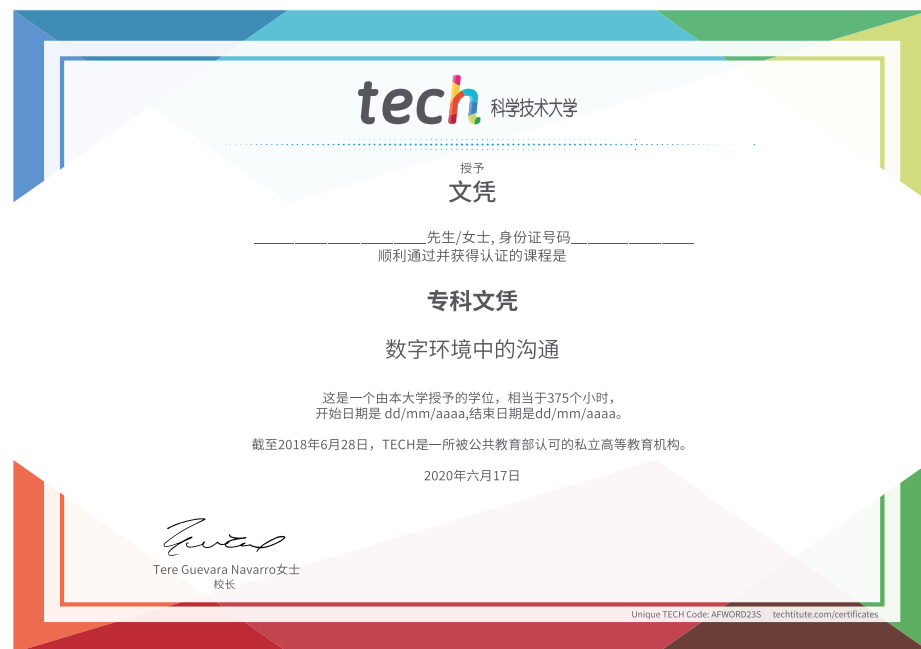 tech 科学技术大学
授予
文凭
______________________先生/女士, 身份证号码________________
顺利通过并获得认证的课程是
专科文凭
数字环境中的沟通
这是一个由本大学授予的学位，相当于375个小时，
开始日期是 dd/mm/aaaa,结束日期是dd/mm/aaaa。
截至2018年6月28日，TECH是一所被公共教育部认可的私立高等教育机构。
2020年六月17日
Tere Guevara Navarro女士
校长
Unique TECH Code: AFWORD23S techtitute.com/certificates